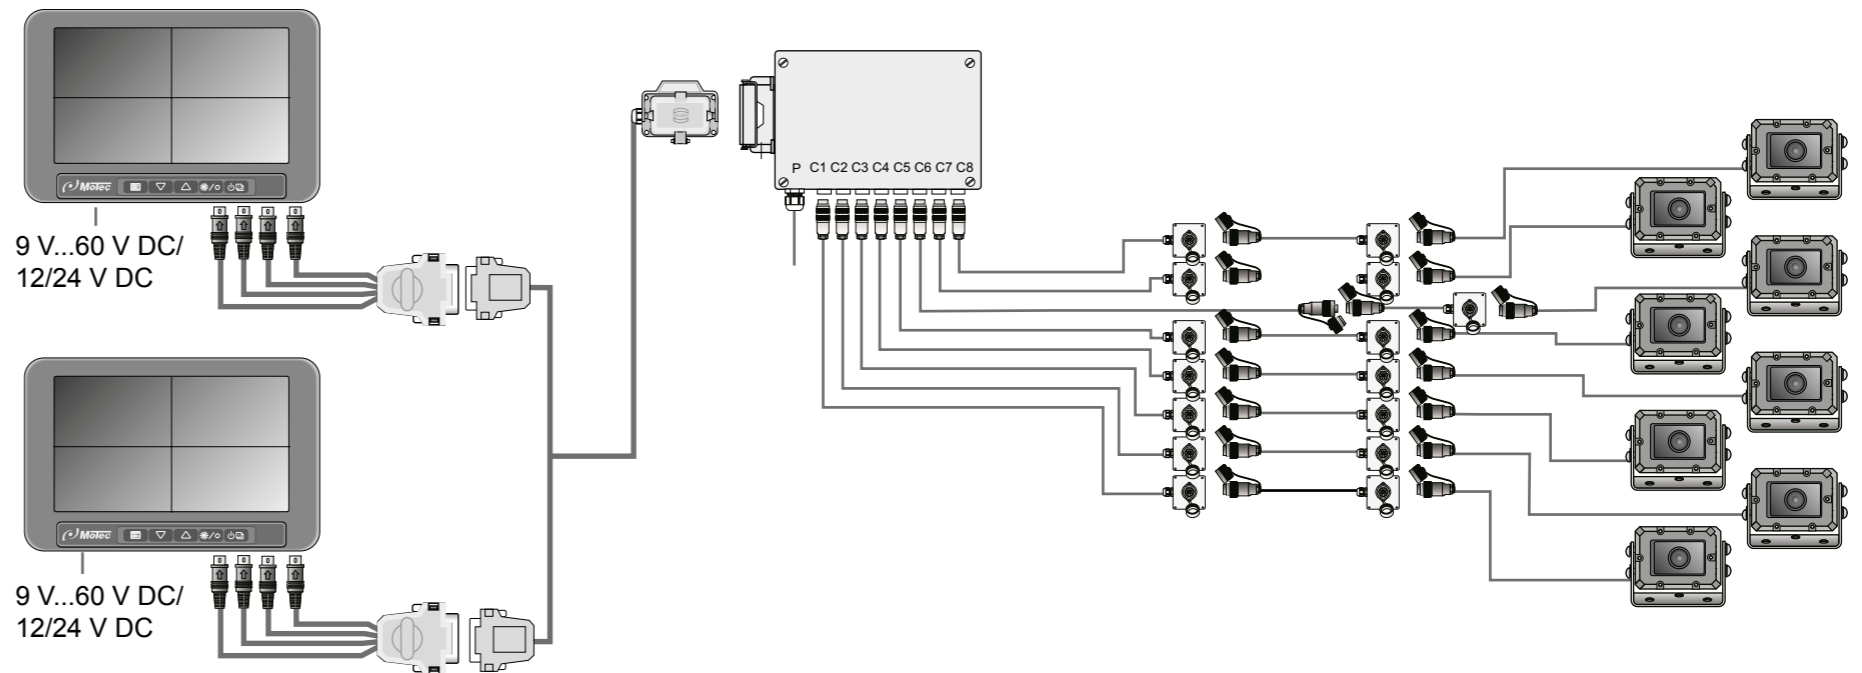 MOTEC
9 V...60 V DC/
12/24 V DC
P C1 C2 C3 C4 C5 C6 C7 C8
MOTEC
9 V...60 V DC/
12/24 V DC